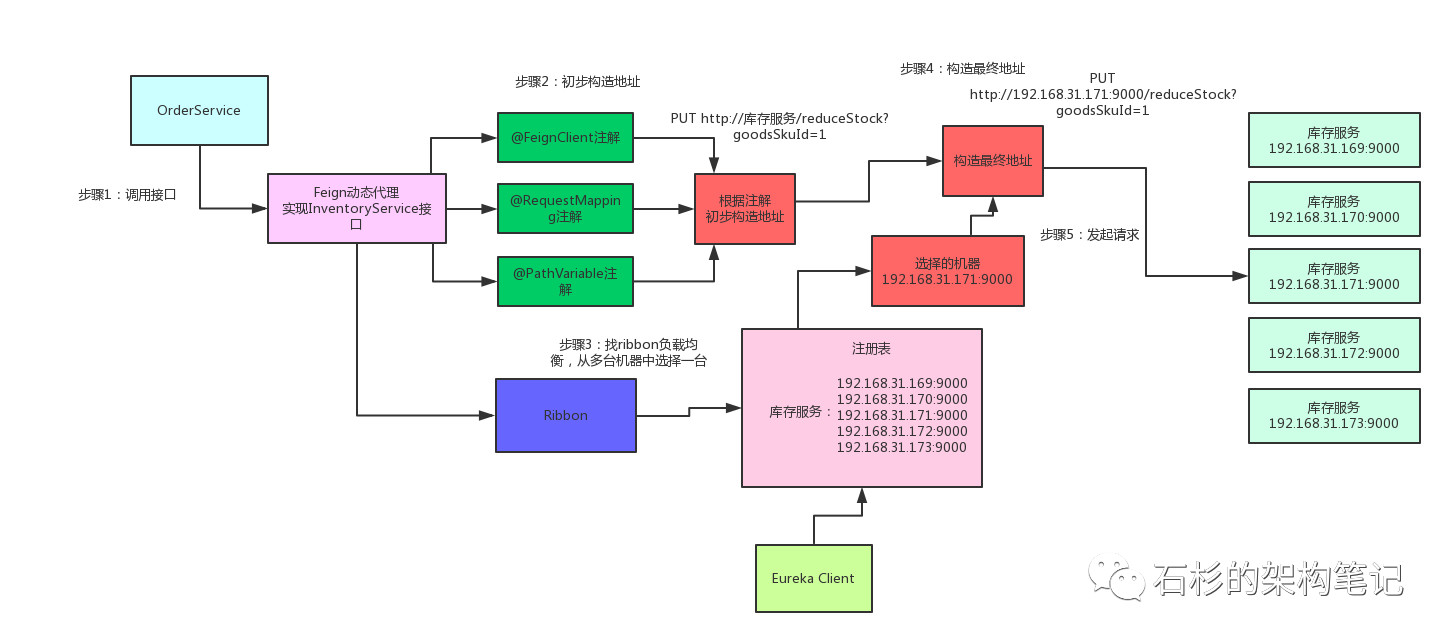 OrderService
步骤1：调用接口
Feign动态代理
实现InventoryService接
口
步骤2：初步构造地址
@FeignClient注解
@RequestMappin
g注解
@PathVariable注
解
PUT http://库存服务/reduceStock?
goodsSkuId=1
根据注解
初步构造地址
步骤3：找ribbon负载均
衡，从多台机器中选择一台
Ribbon
注册表
库存服务：
192.168.31.169:9000
192.168.31.170:9000
192.168.31.171:9000
192.168.31.172:9000
192.168.31.173:9000
Eureka Client
选择的机器
192.168.31.171:9000
步骤4：构造最终地址
PUT
http://192.168.31.171:9000/reduceStock?
goodsSkuId=1
构造最终地址
步骤5：发起请求
库存服务
192.168.31.169:9000
库存服务
192.168.31.170:9000
库存服务
192.168.31.171:9000
库存服务
192.168.31.172:9000
库存服务
192.168.31.173:9000
石杉的架构笔记